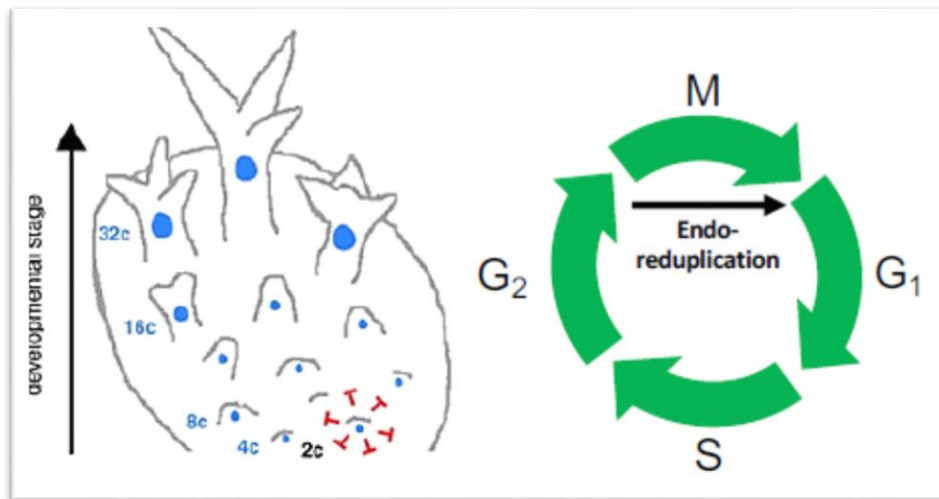 developmental stage
32c
16c
8c
4c
2c
M
Endo-
reduplication
G₂
G₁
S